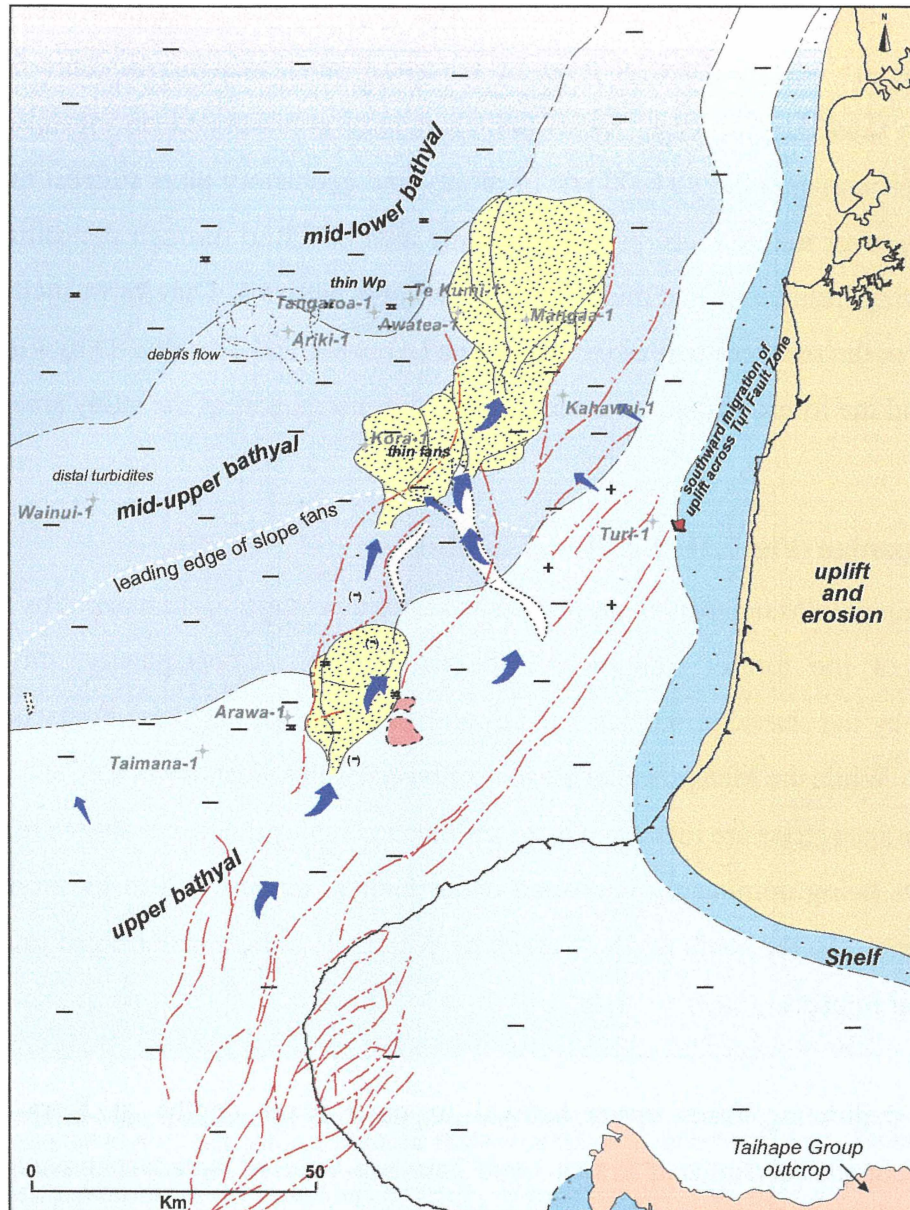 N
mid-lower bathyal
thin Wp
Te Kumi-1
Tangaroa-1
Awatea-1
Mangaa-1
Ariki-1
debris flow
Kahawai-1
southward migration of
uplift across Turi Fault Zone
Kora-1
thin fans
distal turbidites
mid-upper bathyal
Wainui-1
leading edge of slope fans
Turi-1
uplift
and
erosion
(-)
(-)
Arawa-1
Taimana-1
(-)
upper bathyal
Shelf
Taihape Group
outcrop
0
50
Km